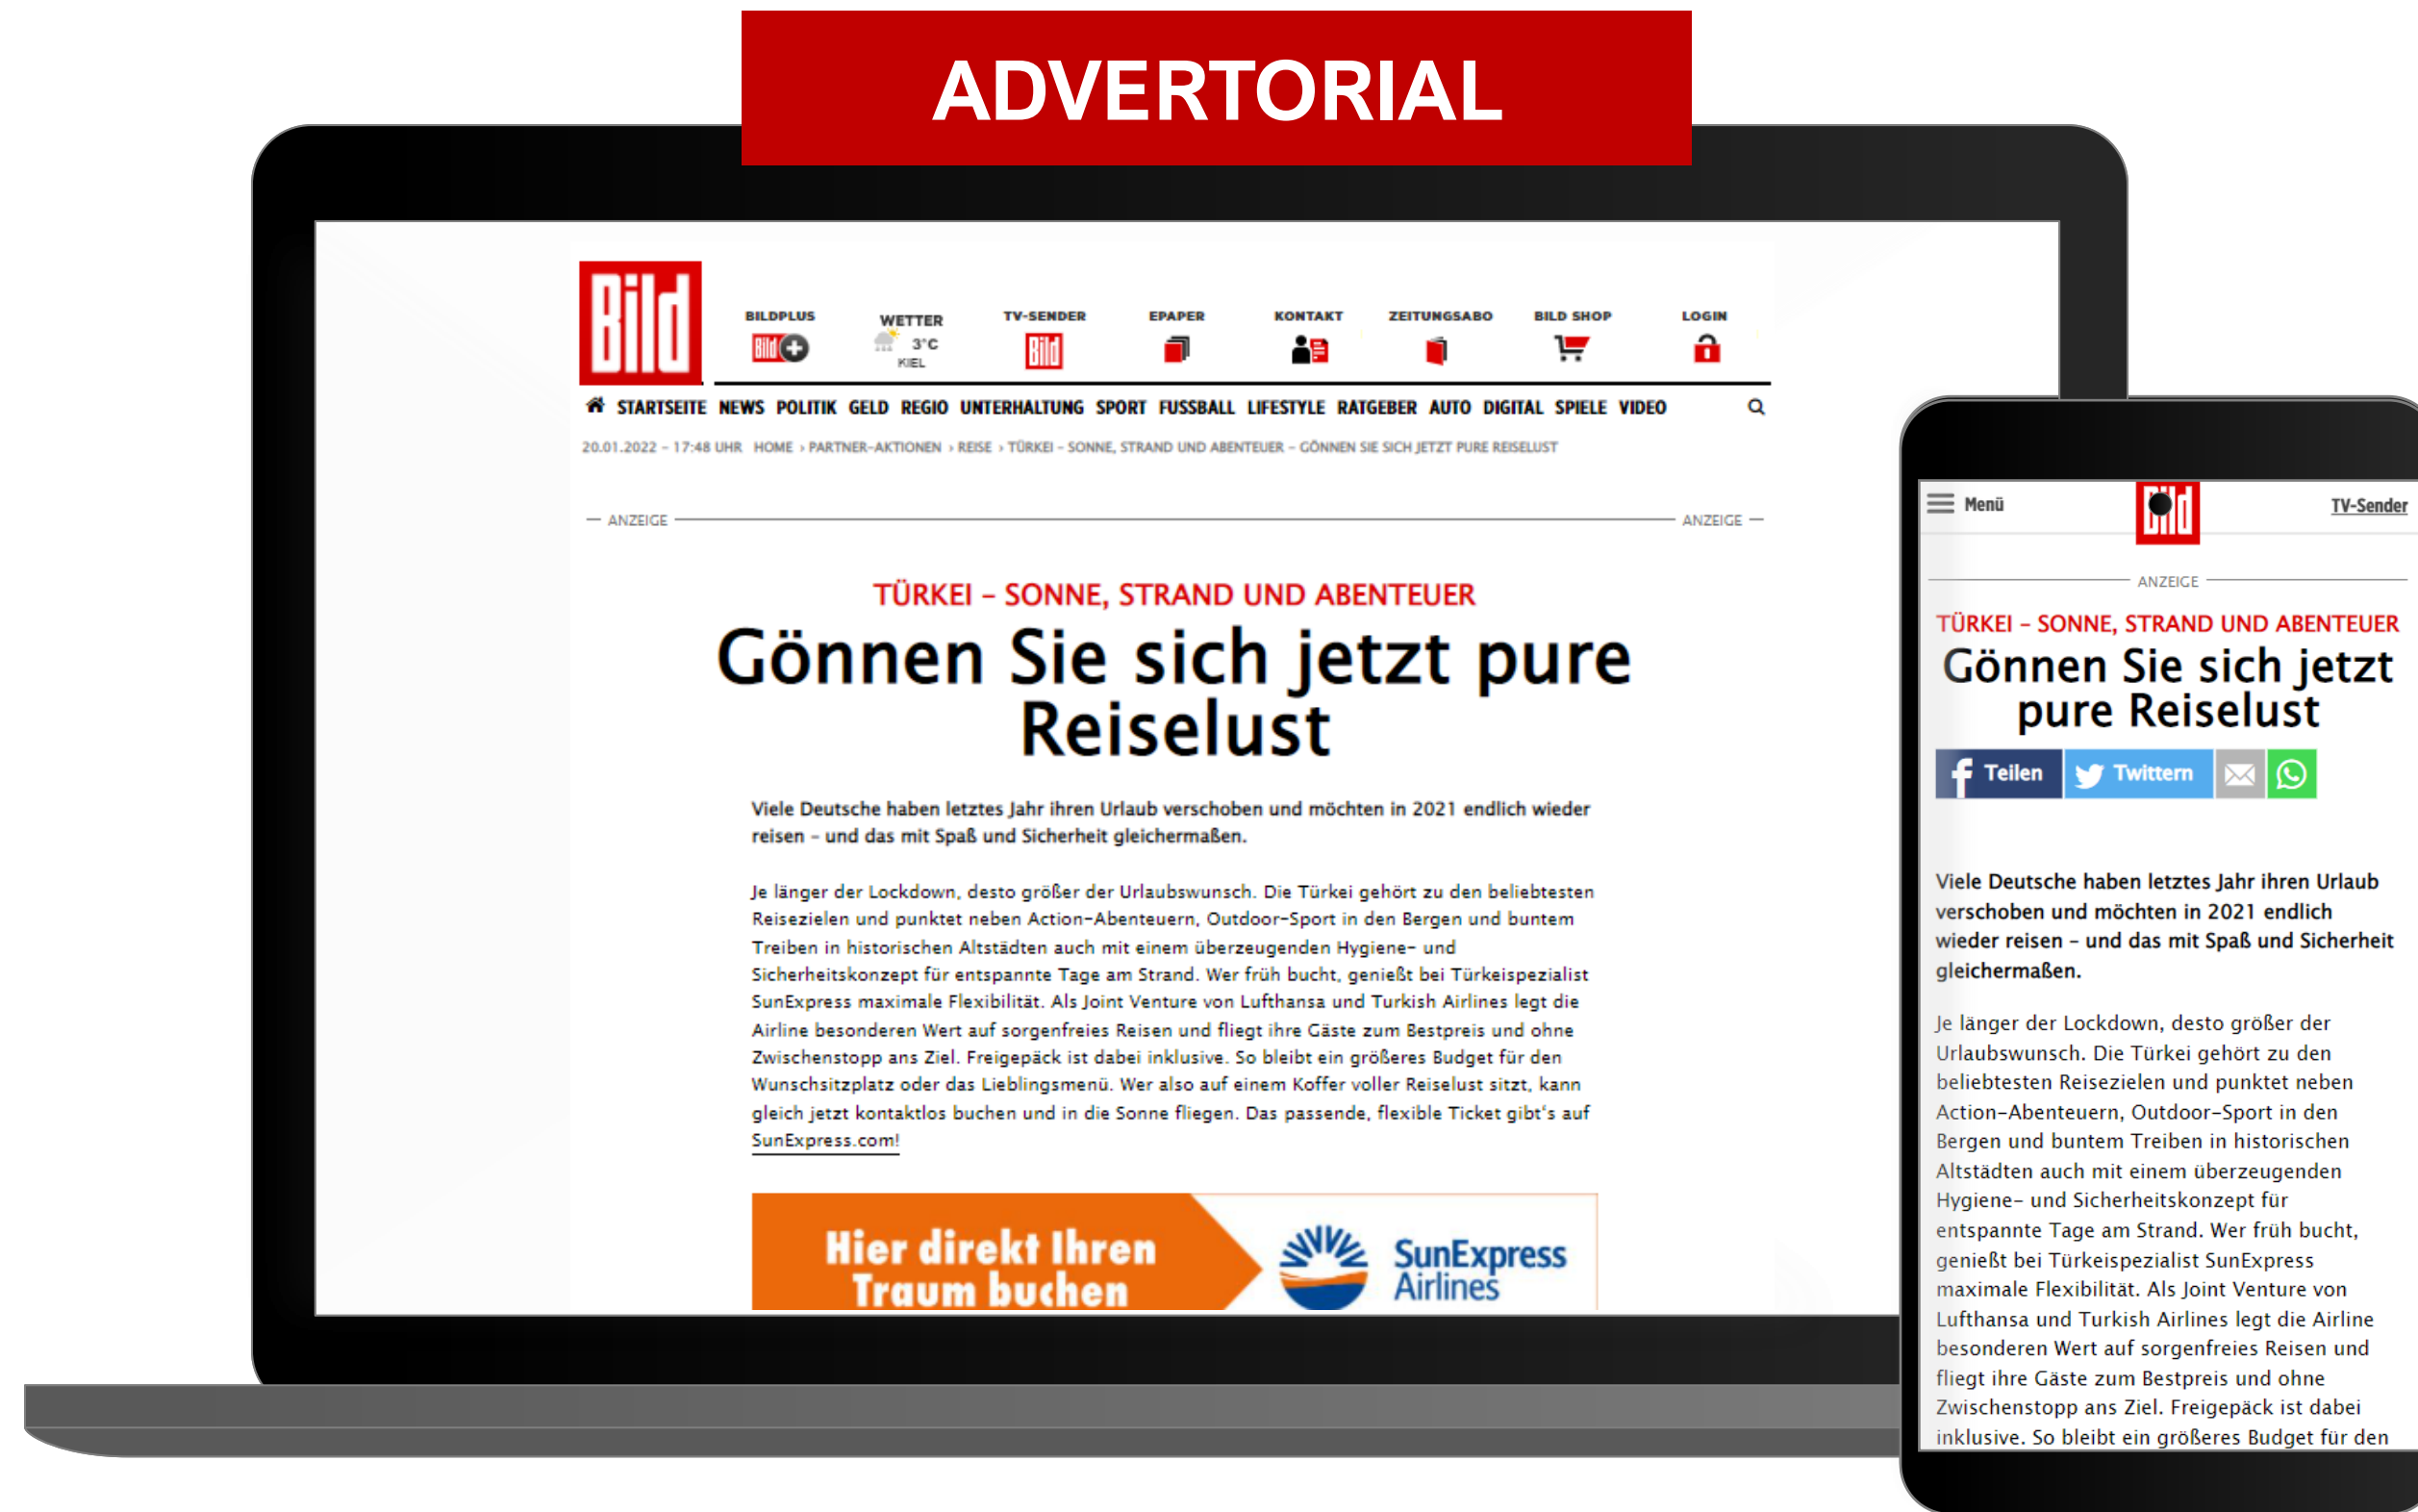 ADVERTORIAL
Bild
BILDPLUS
Bild
WETTER
3°C
KIEL
TV-SENDER
Bild
EPAPER
KONTAKT
ZEITUNGSABO
BILD SHOP
LOGIN
STARTSEITE NEWS POLITIK GELD REGIO UNTERHALTUNG SPORT FUSSBALL LIFESTYLE RATGEBER AUTO DIGITAL SPIELE VIDEO
20.01.2022 – 17:48 UHR HOME › PARTNER-AKTIONEN › REISE › TÜRKEI – SONNE, STRAND UND ABENTEUER – GÖNNEN SIE SICH JETZT PURE REISELUST
ANZEIGE ANZEIGE
TÜRKEI – SONNE, STRAND UND ABENTEUER
Gönnen Sie sich jetzt pure
Reiselust
Viele Deutsche haben letztes Jahr ihren Urlaub verschoben und möchten in 2021 endlich wieder
reisen – und das mit Spaß und Sicherheit gleichermaßen.
Je länger der Lockdown, desto größer der Urlaubswunsch. Die Türkei gehört zu den beliebtesten
Reisezielen und punktet neben Action-Abenteuern, Outdoor-Sport in den Bergen und buntem
Treiben in historischen Altstädten auch mit einem überzeugenden Hygiene- und
Sicherheitskonzept für entspannte Tage am Strand. Wer früh bucht, genießt bei Türkeispezialist
SunExpress maximale Flexibilität. Als Joint Venture von Lufthansa und Turkish Airlines legt die
Airline besonderen Wert auf sorgenfreies Reisen und fliegt ihre Gäste zum Bestpreis und ohne
Zwischenstopp ans Ziel. Freigepäck ist dabei inklusive. So bleibt ein größeres Budget für den
Wunschsitzplatz oder das Lieblingsmenü. Wer also auf einem Koffer voller Reiselust sitzt, kann
gleich jetzt kontaktlos buchen und in die Sonne fliegen. Das passende, flexible Ticket gibt's auf
SunExpress.com!
Hier direkt Ihren
Traum buchen
SunExpress
Airlines
Menü
Bild
TV-Sender
ANZEIGE
TÜRKEI – SONNE, STRAND UND ABENTEUER
Gönnen Sie sich jetzt
pure Reiselust
Teilen
Twittern
Viele Deutsche haben letztes Jahr ihren Urlaub
verschoben und möchten in 2021 endlich
wieder reisen – und das mit Spaß und Sicherheit
gleichermaßen.
Je länger der Lockdown, desto größer der
Urlaubswunsch. Die Türkei gehört zu den
beliebtesten Reisezielen und punktet neben
Action-Abenteuern, Outdoor-Sport in den
Bergen und buntem Treiben in historischen
Altstädten auch mit einem überzeugenden
Hygiene- und Sicherheitskonzept für
entspannte Tage am Strand. Wer früh bucht,
genießt bei Türkeispezialist SunExpress
maximale Flexibilität. Als Joint Venture von
Lufthansa und Turkish Airlines legt die Airline
besonderen Wert auf sorgenfreies Reisen und
fliegt ihre Gäste zum Bestpreis und ohne
Zwischenstopp ans Ziel. Freigepäck ist dabei
inklusive. So bleibt ein größeres Budget für den